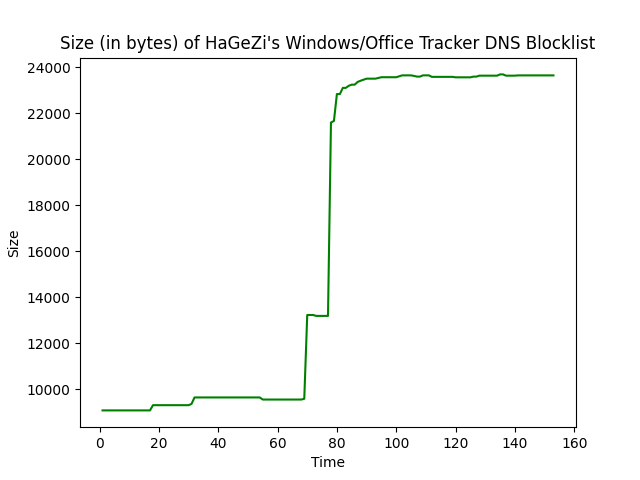 Size (in bytes) of HaGeZi's Windows/Office Tracker DNS Blocklist
24000
22000
20000
18000
16000
14000
12000
10000
Size
0 20 40 60 80 100 120 140 160
Time